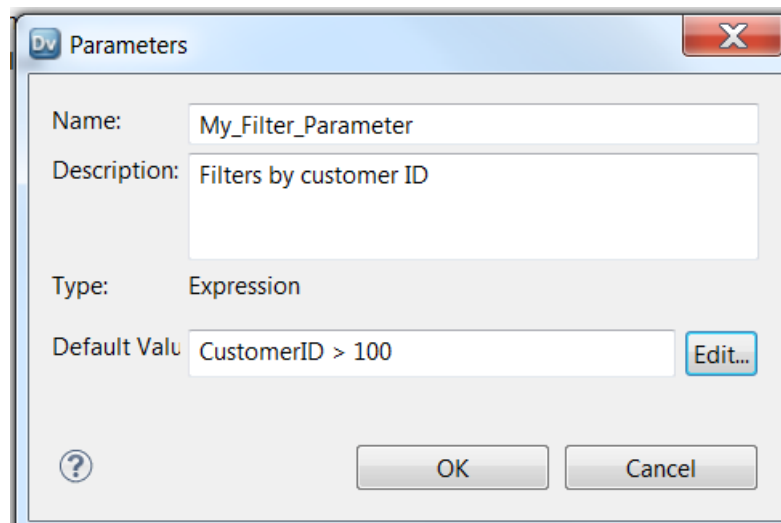 Dv Parameters
Name: My_Filter_Parameter
Description: Filters by customer ID
Type: Expression
Default Valu CustomerID > 100 Edit...
? OK Cancel